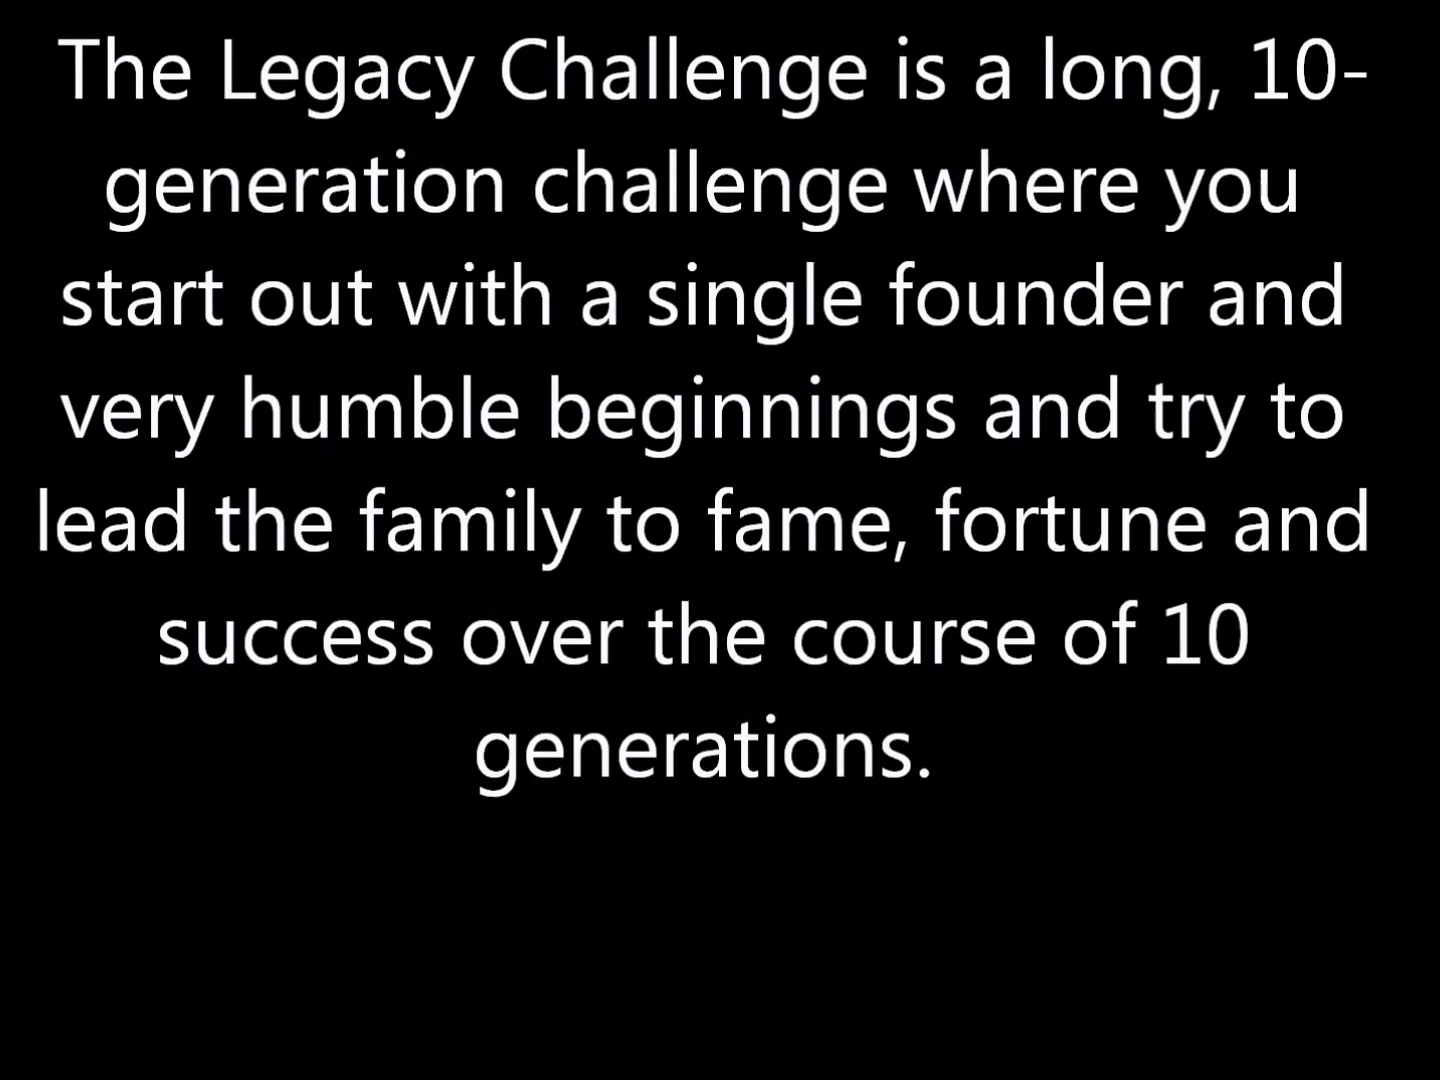 The Legacy Challenge is a long, 10-
generation challenge where you
start out with a single founder and
very humble beginnings and try to
lead the family to fame, fortune and
success over the course of 10
generations.